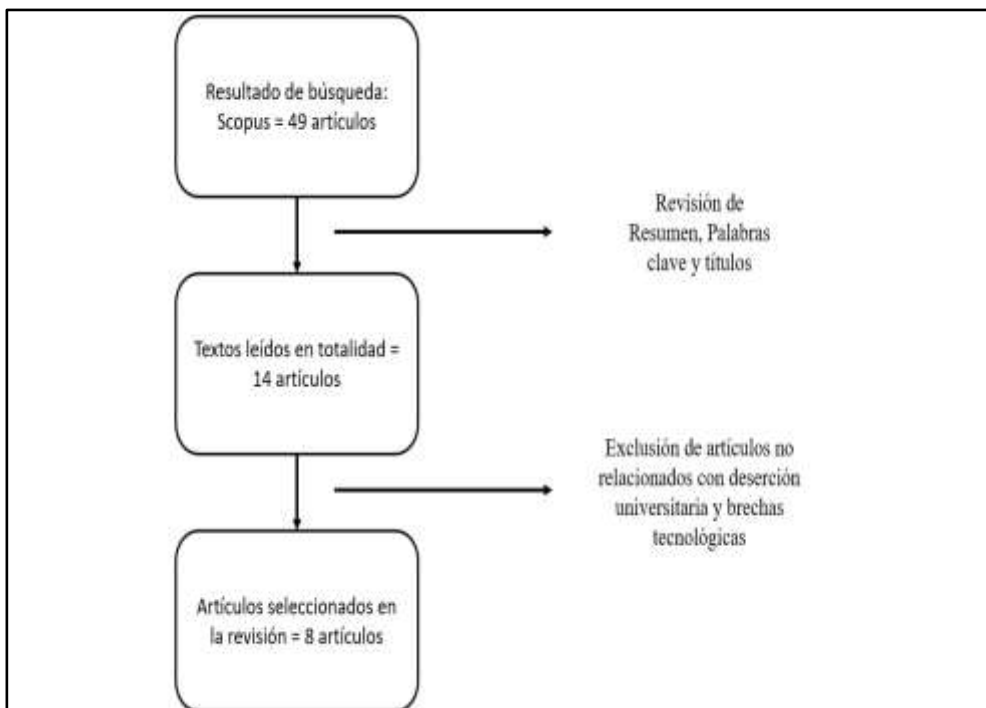 Resultado de búsqueda:
Scopus = 49 artículos
Revisión de
Resumen, Palabras
clave y títulos
Textos leídos en totalidad =
14 artículos
Exclusión de artículos no
relacionados con deserción
universitaria y brechas
tecnológicas
Artículos seleccionados en
la revisión = 8 artículos